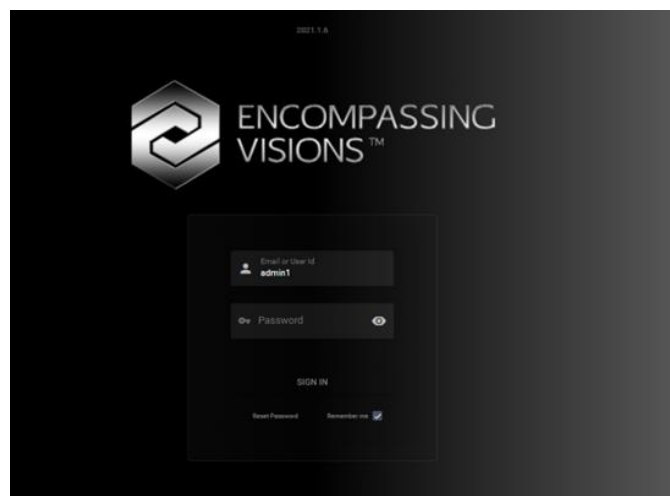 2021.1.6
ENCOMPASSING
VISIONS™
Email or User Id
admin1
Password
SIGN IN
Reset Password Remember me